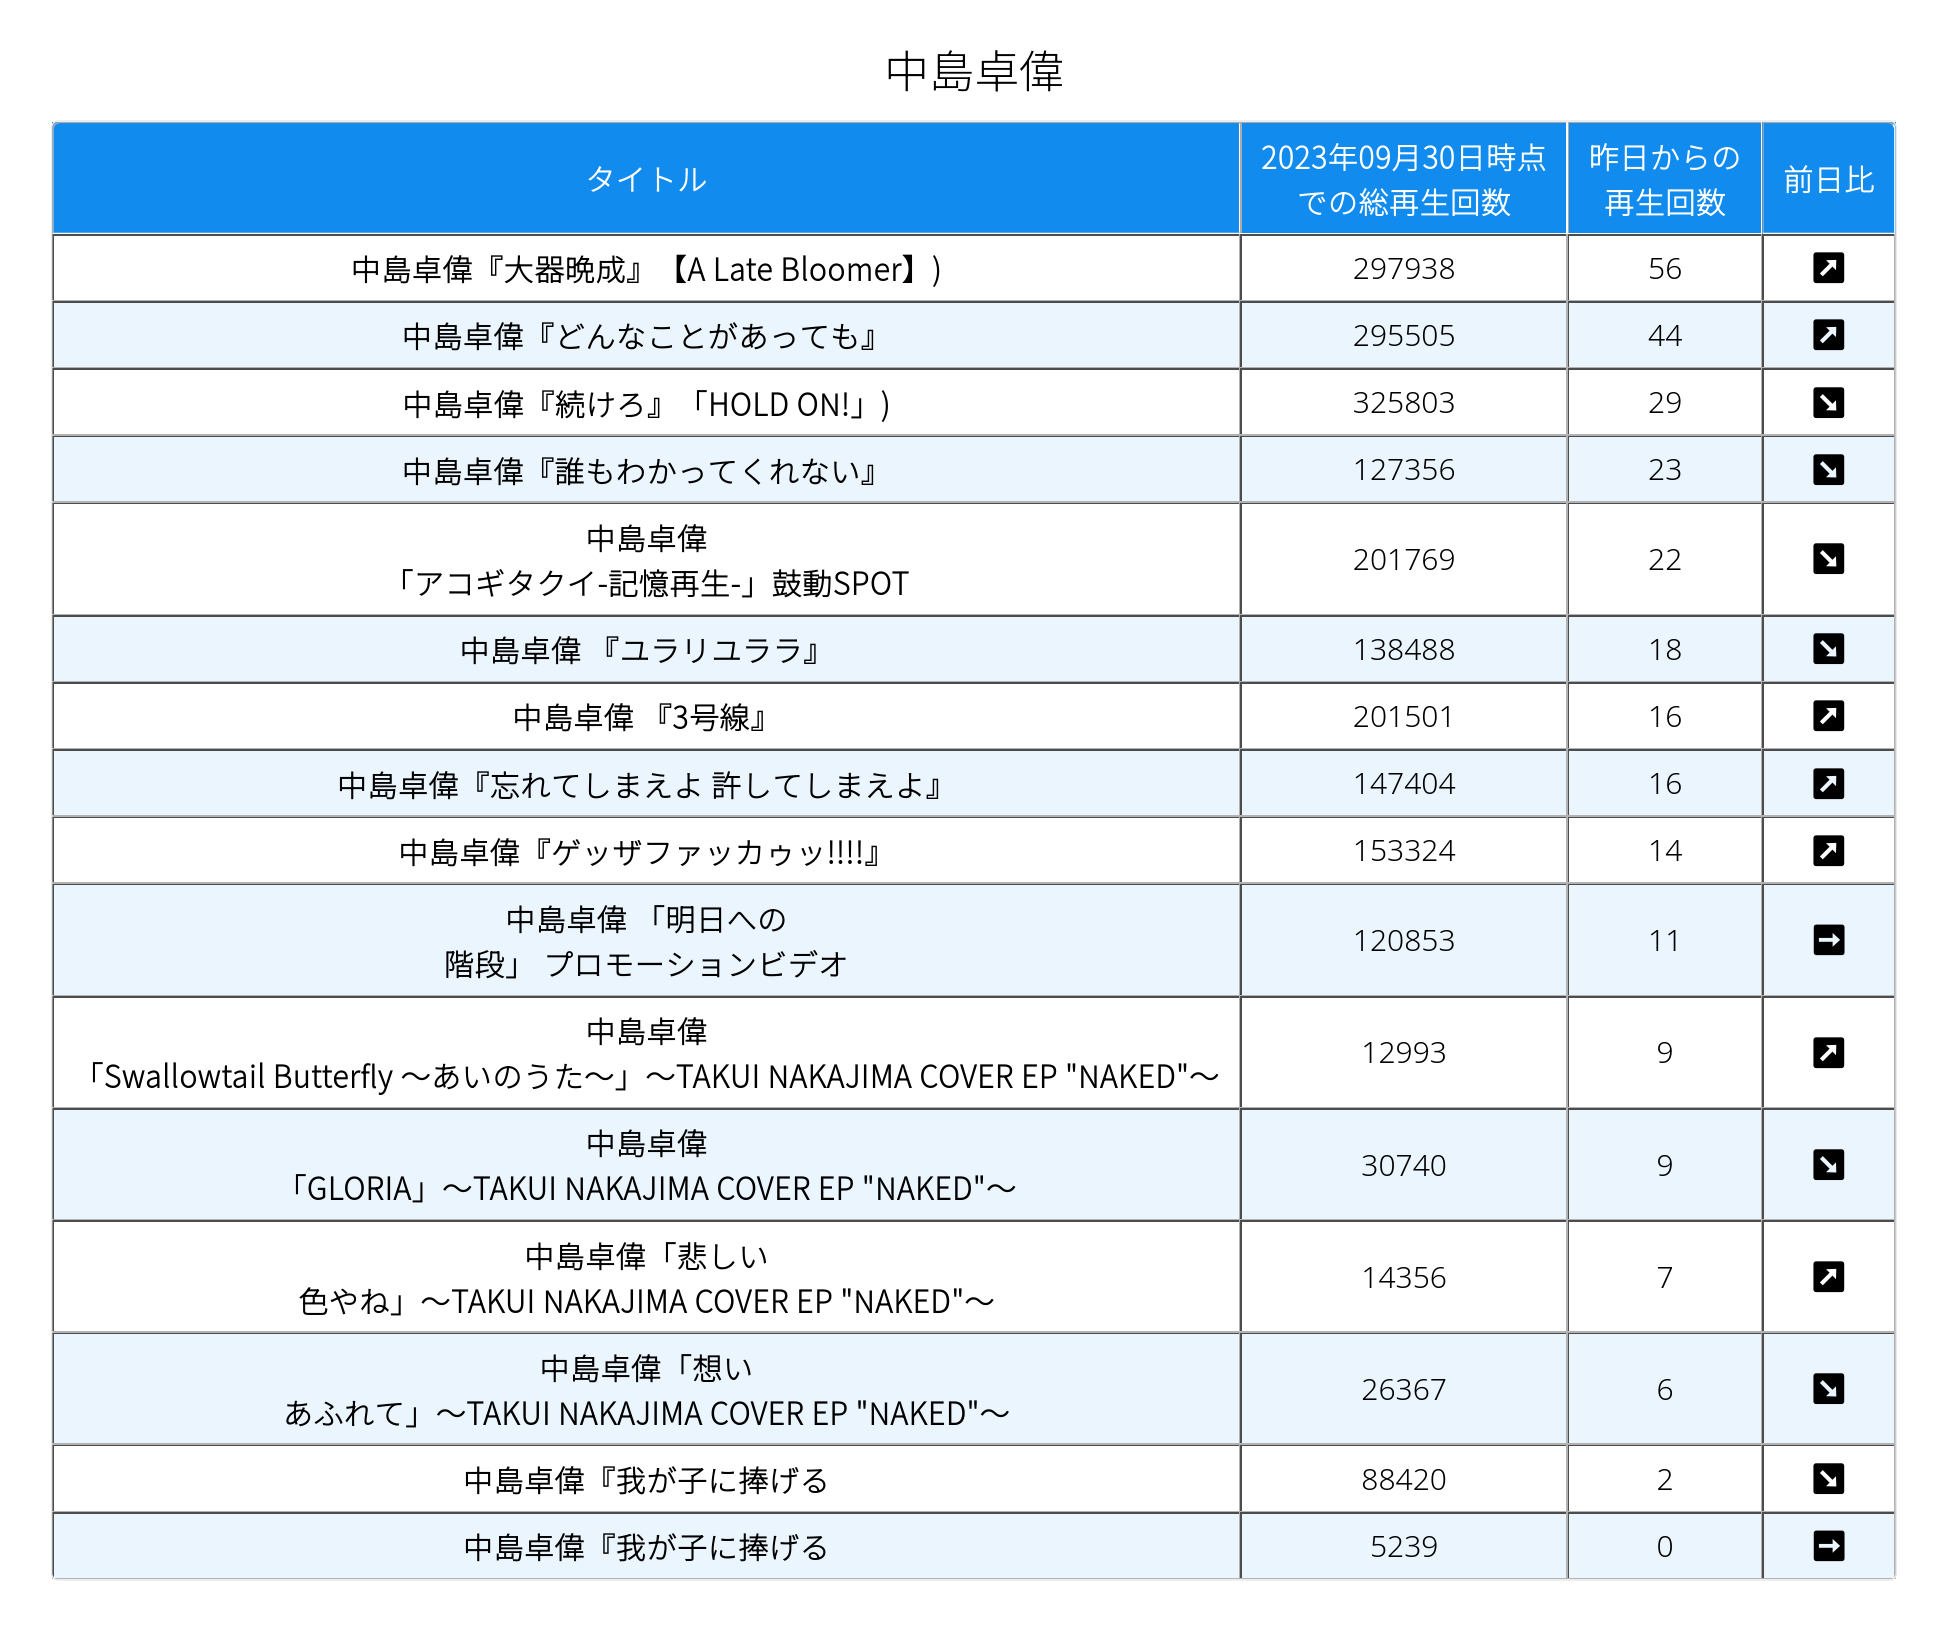 中島卓偉
タイトル
2023年09月30日時点
での総再生回数
昨日からの
再生回数
前日比
中島卓偉『大器晩成』【A Late Bloomer】)
297938
56
中島卓偉『どんなことがあっても』
295505
44
中島卓偉『続けろ』「HOLD ON!」)
325803
29
中島卓偉『誰もわかってくれない』
127356
23
中島卓偉
「アコギタクイ-記憶再生-」鼓動SPOT
201769
22
中島卓偉 『ユラリユララ』
138488
18
中島卓偉 『3号線』
201501
16
中島卓偉『忘れてしまえよ 許してしまえよ』
147404
16
中島卓偉『ゲッザファッカゥッ!!!!』
153324
14
中島卓偉 「明日への
階段」 プロモーションビデオ
120853
11
中島卓偉
「Swallowtail Butterfly ～あいのうた～」～TAKUI NAKAJIMA COVER EP "NAKED"～
12993
9
中島卓偉
「GLORIA」～TAKUI NAKAJIMA COVER EP "NAKED"～
30740
9
中島卓偉「悲しい
色やね」～TAKUI NAKAJIMA COVER EP "NAKED"～
14356
7
中島卓偉「想い
あふれて」～TAKUI NAKAJIMA COVER EP "NAKED"～
26367
6
中島卓偉『我が子に捧げる
88420
2
中島卓偉『我が子に捧げる
5239
0